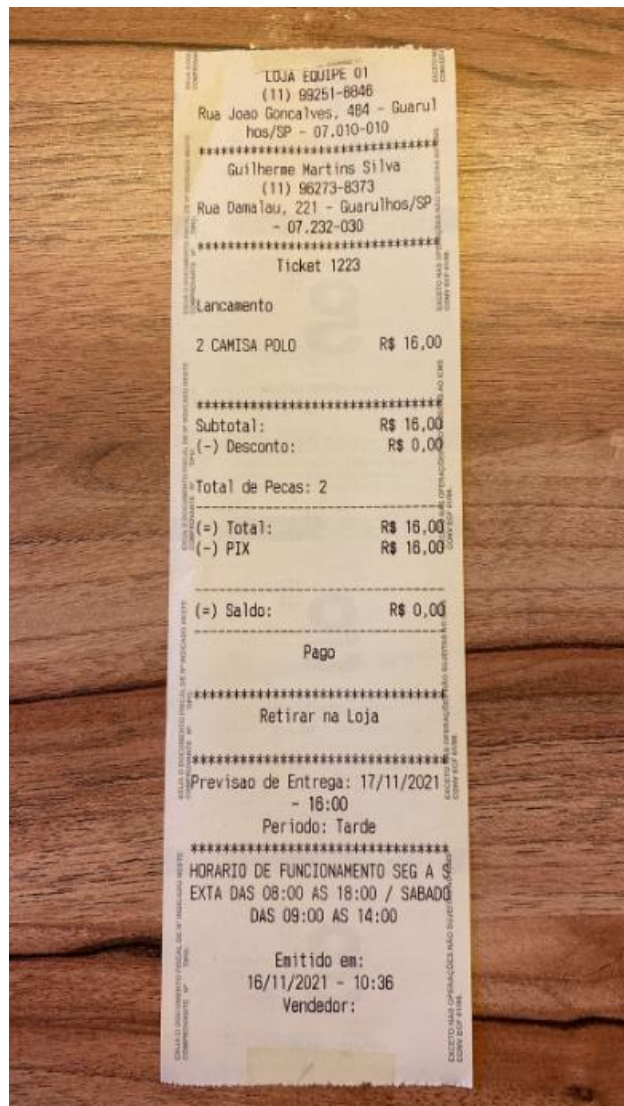 LOJA EQUIPE 01
(11) 99251-6846
Rua Joao Goncalves, 484 - Guarul
hos/SP - 07.010-010
********************************
Guilherme Martins Silva
(11) 96273-8373
Rua Damalau, 221 - Guarulhos/SP
- 07.232-030
********************************
Ticket 1223
Lancamento
2 CAMISA POLO R$ 16,00
********************************
Subtotal: R$ 16,00
(-) Desconto: R$ 0,00
Total de Pecas: 2
--------------------------------
(=) Total: R$ 16,00
(-) PIX R$ 16,00
--------------------------------
(=) Saldo: R$ 0,00
--------------------------------
Pago
********************************
Retirar na Loja
********************************
Previsao de Entrega: 17/11/2021
- 16:00
Periodo: Tarde
********************************
HORARIO DE FUNCIONAMENTO SEG A S
EXTA DAS 08:00 AS 18:00 / SABADO
DAS 09:00 AS 14:00
Emitido em:
16/11/2021 - 10:36
Vendedor: